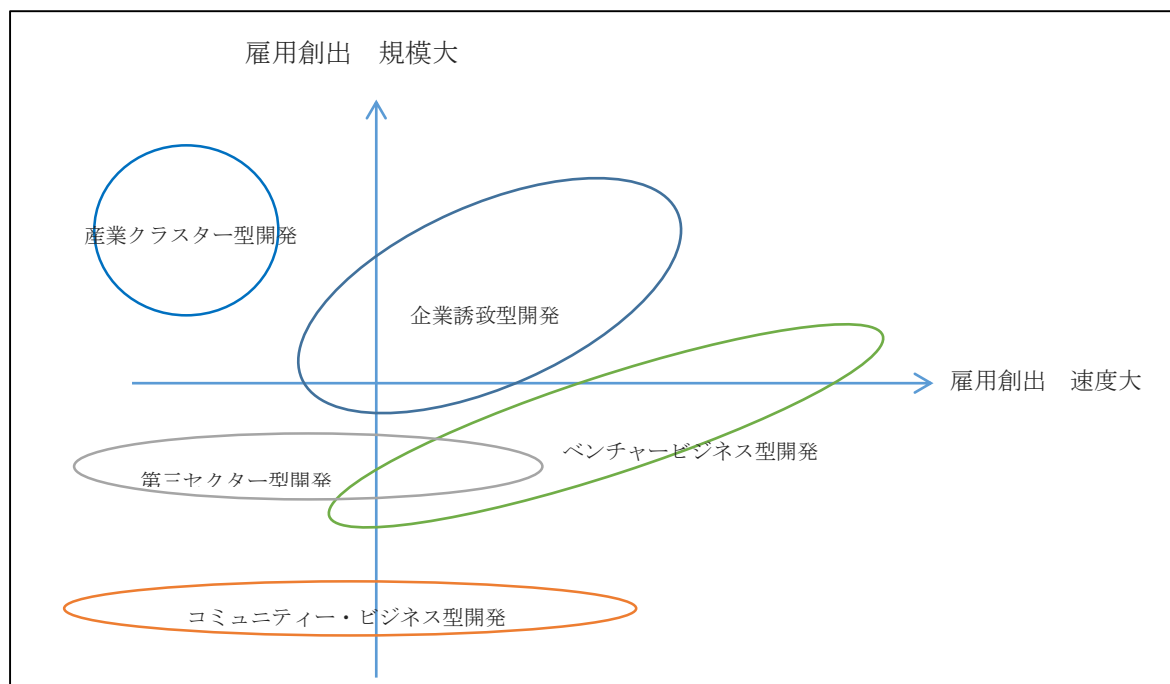 雇用創出　規模大
産業クラスター型開発
企業誘致型開発
雇用創出　速度大
ベンチャービジネス型開発
第三セクター型開発
コミュニティー・ビジネス型開発